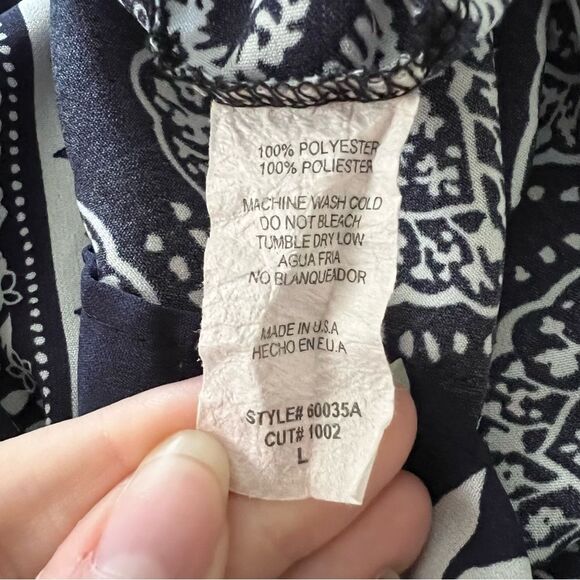 100% POLYESTER
100% POLIESTER
MACHINE WASH COLD
DO NOT BLEACH
TUMBLE DRY LOW
AGUA FRIA
NO BLANQUEADOR
MADE IN U.S.A
HECHO EN E.U.A
STYLE# 60035A
CUT# 1002
L